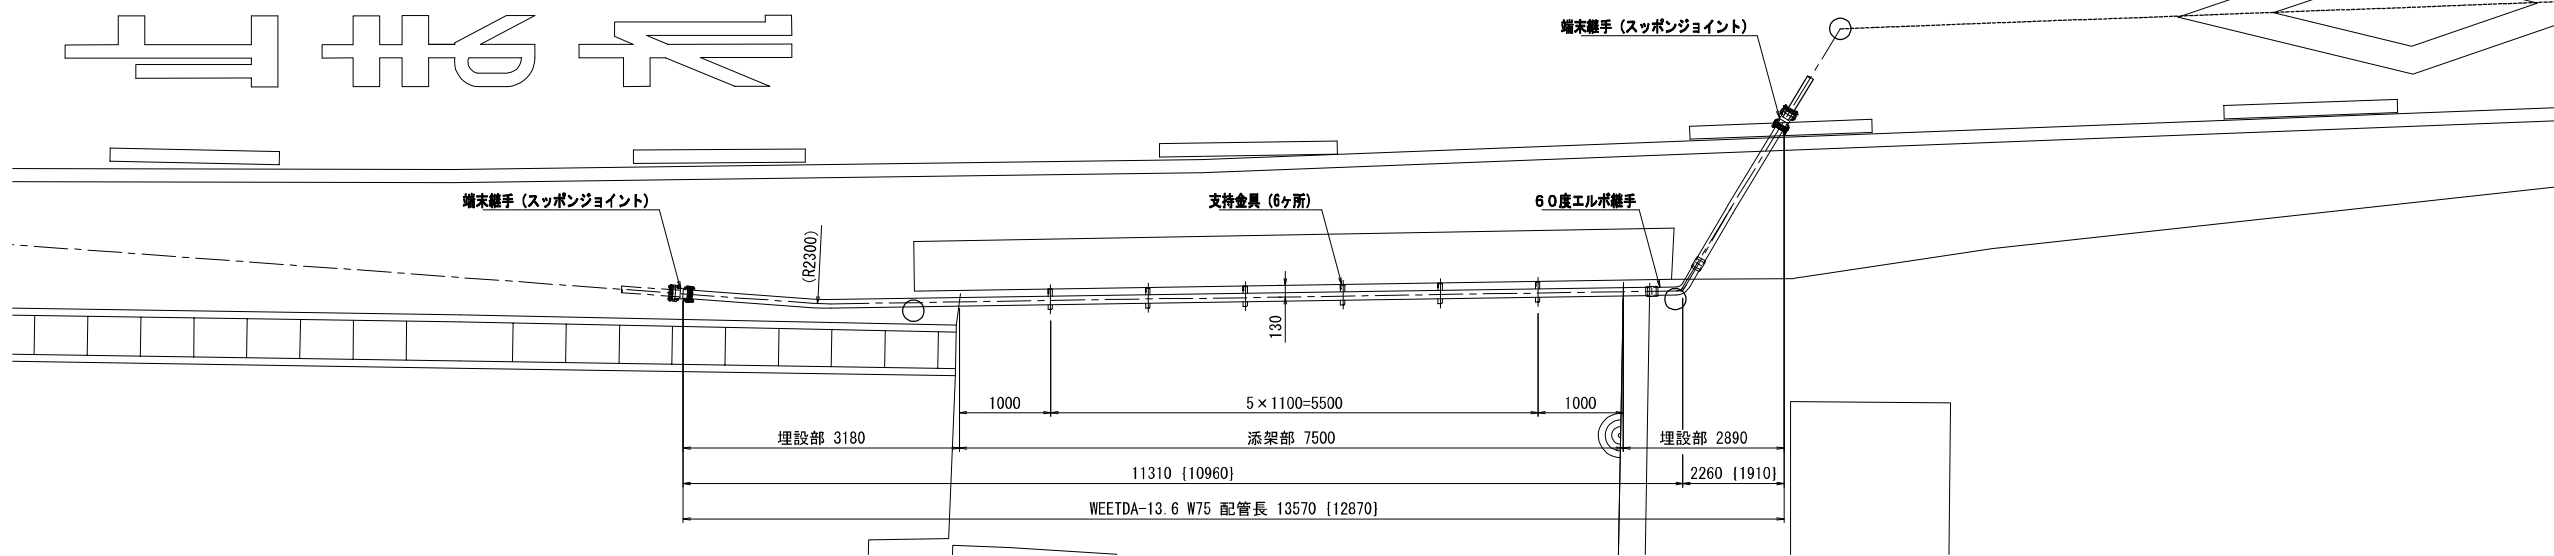 端末継手（スッポンジョイント）
端末継手（スッポンジョイント）
支持金具（6ヶ所）
６０度エルボ継手
(R2300)
130
1000
5×1100=5500
1000
埋設部 3180
添架部 7500
埋設部 2890
11310 {10960}
2260 {1910}
WEETDA-13.6 W75 配管長 13570 {12870}